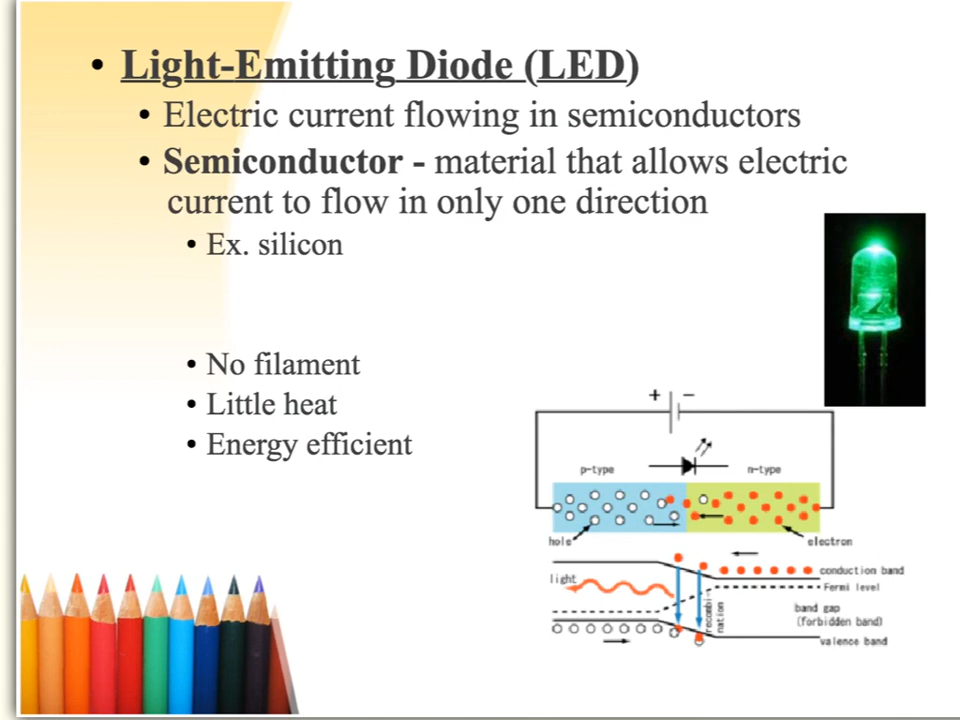 • Light-Emitting Diode (LED)
• Electric current flowing in semiconductors
• Semiconductor - material that allows electric
current to flow in only one direction
• Ex. silicon
• No filament
• Little heat
• Energy efficient
+ −
p-type
n-type
hole
electron
light
conduction band
Fermi level
recombi-
nation
band gap
(forbidden band)
valence band